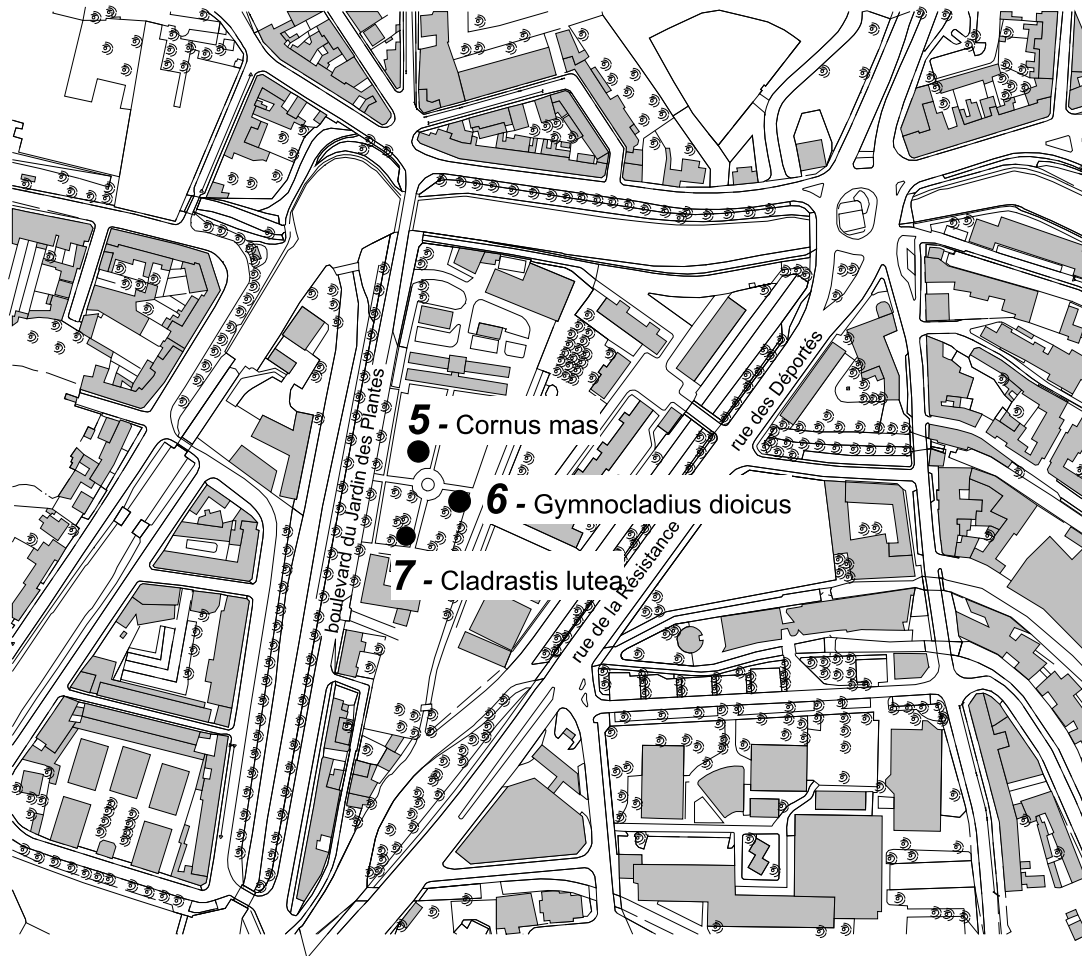 5 - Cornus mas
6 - Gymnocladius dioicus
7 - Cladrastis lutea
boulevard du Jardin des Plantes
rue des Déportés
rue de la Résistance